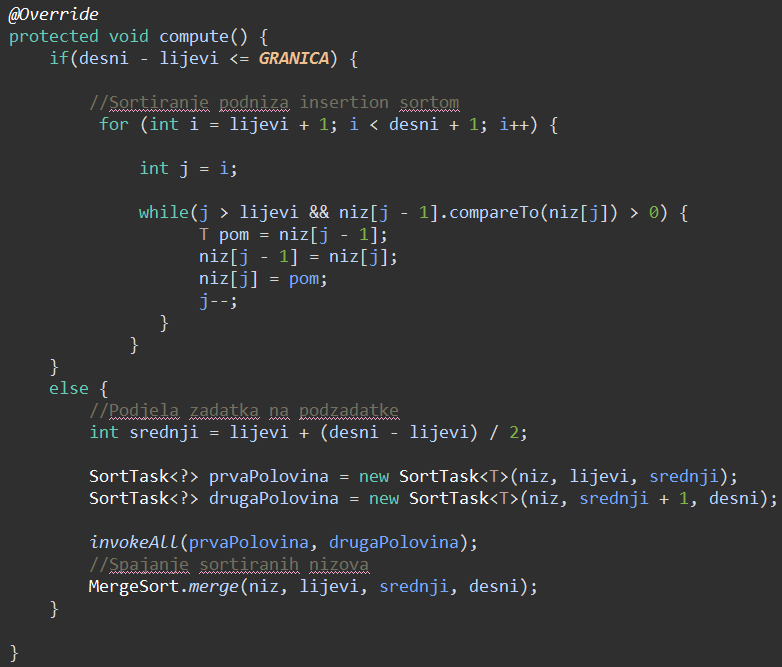 @Override
protected void compute() {
    if(desni - lijevi <= GRANICA) {

        //Sortiranje podniza insertion sortom
         for (int i = lijevi + 1; i < desni + 1; i++) {

             int j = i;

             while(j > lijevi && niz[j - 1].compareTo(niz[j]) > 0) {
                   T pom = niz[j - 1];
                   niz[j - 1] = niz[j];
                   niz[j] = pom;
                   j--;
               }
            }
    }
    else {
        //Podjela zadatka na podzadatke
        int srednji = lijevi + (desni - lijevi) / 2;

        SortTask<?> prvaPolovina = new SortTask<T>(niz, lijevi, srednji);
        SortTask<?> drugaPolovina = new SortTask<T>(niz, srednji + 1, desni);

        invokeAll(prvaPolovina, drugaPolovina);
        //Spajanje sortiranih nizova
        MergeSort.merge(niz, lijevi, srednji, desni);
    }

}